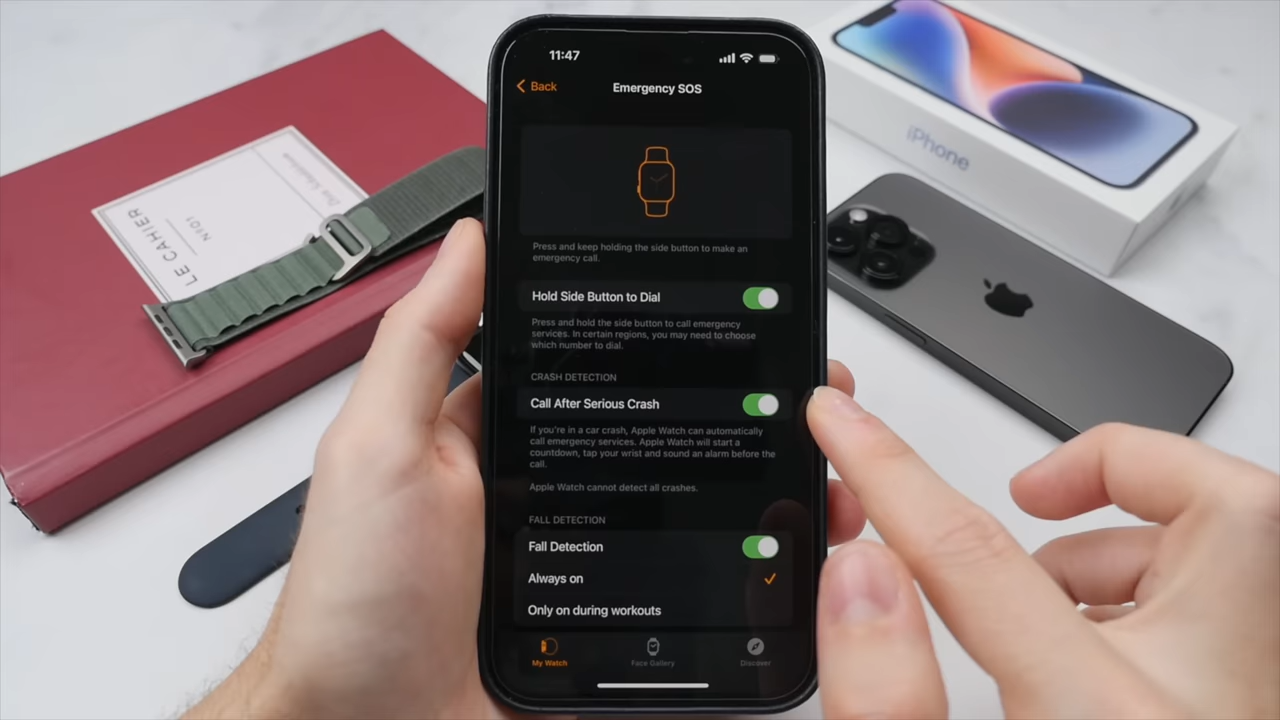 11:47
Back
Emergency SOS
Press and keep holding the side button to make an
emergency call.
Hold Side Button to Dial
Press and hold the side button to call emergency
services. In certain regions, you may need to choose
which number to dial.
CRASH DETECTION
Call After Serious Crash
If you're in a car crash, Apple Watch can automatically
call emergency services. Apple Watch will start a
countdown, tap your wrist and sound an alarm before the
call.
Apple Watch cannot detect all crashes.
FALL DETECTION
Fall Detection
Always on
Only on during workouts
My Watch
Face Gallery
Discover
LE CAHIER
Nº01
iPhone